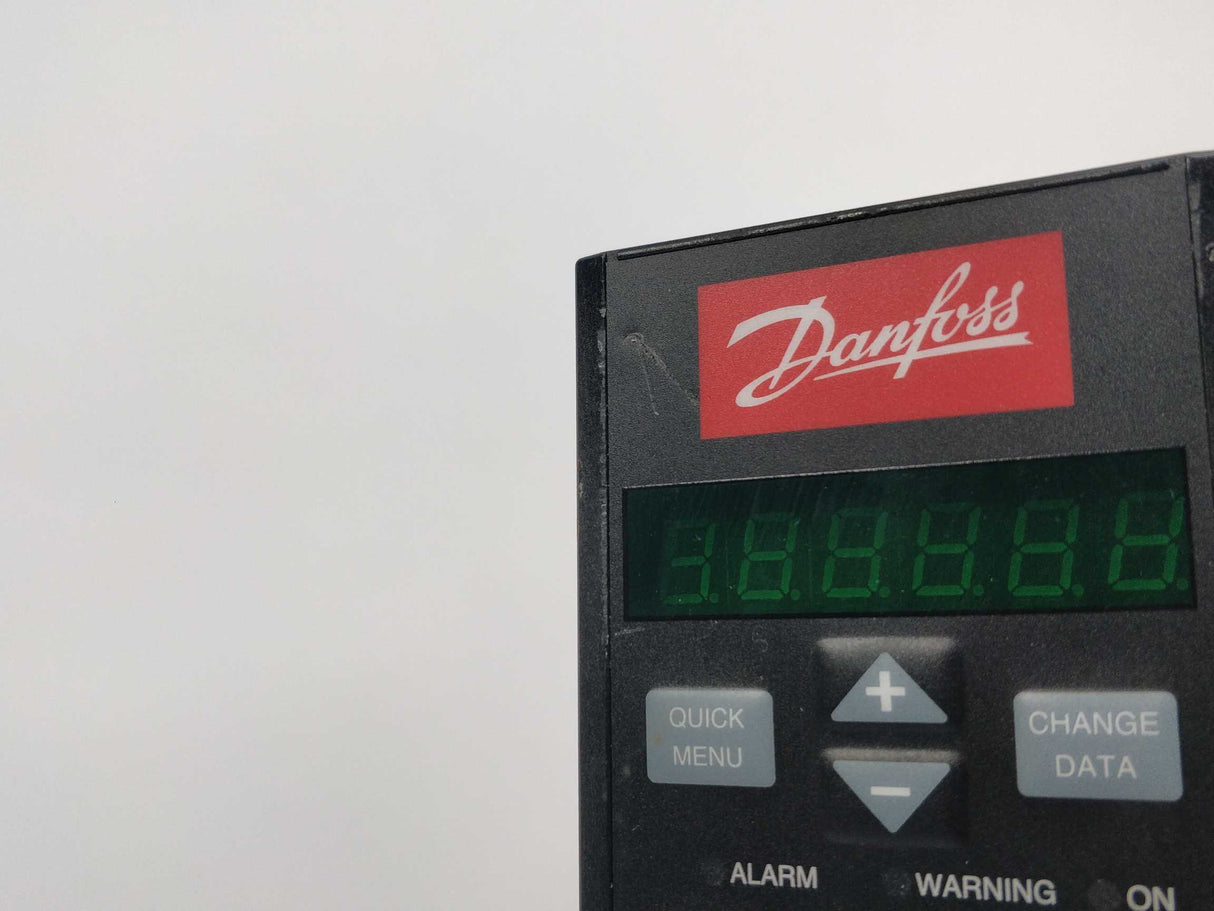 Danfoss
QUICK
MENU
+
-
CHANGE
DATA
ALARM WARNING ON